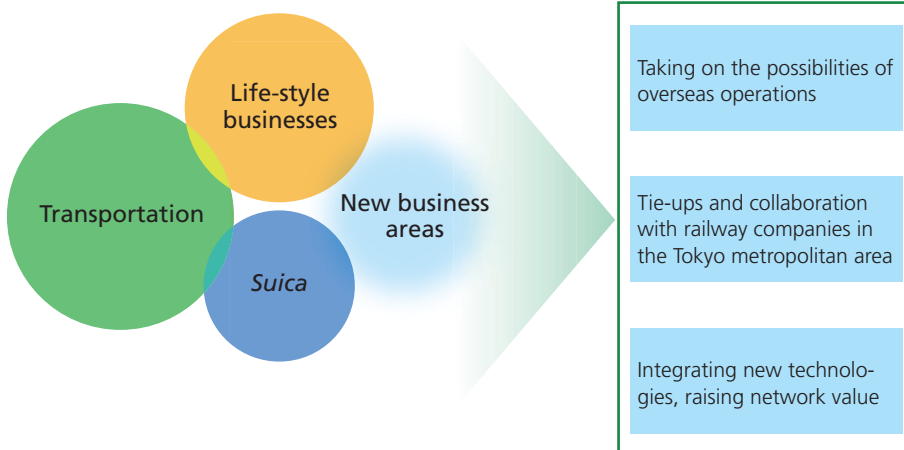 Life-style
businesses
Transportation
New business
areas
Suica
Taking on the possibilities of
overseas operations
Tie-ups and collaboration
with railway companies in
the Tokyo metropolitan area
Integrating new technolo-
gies, raising network value